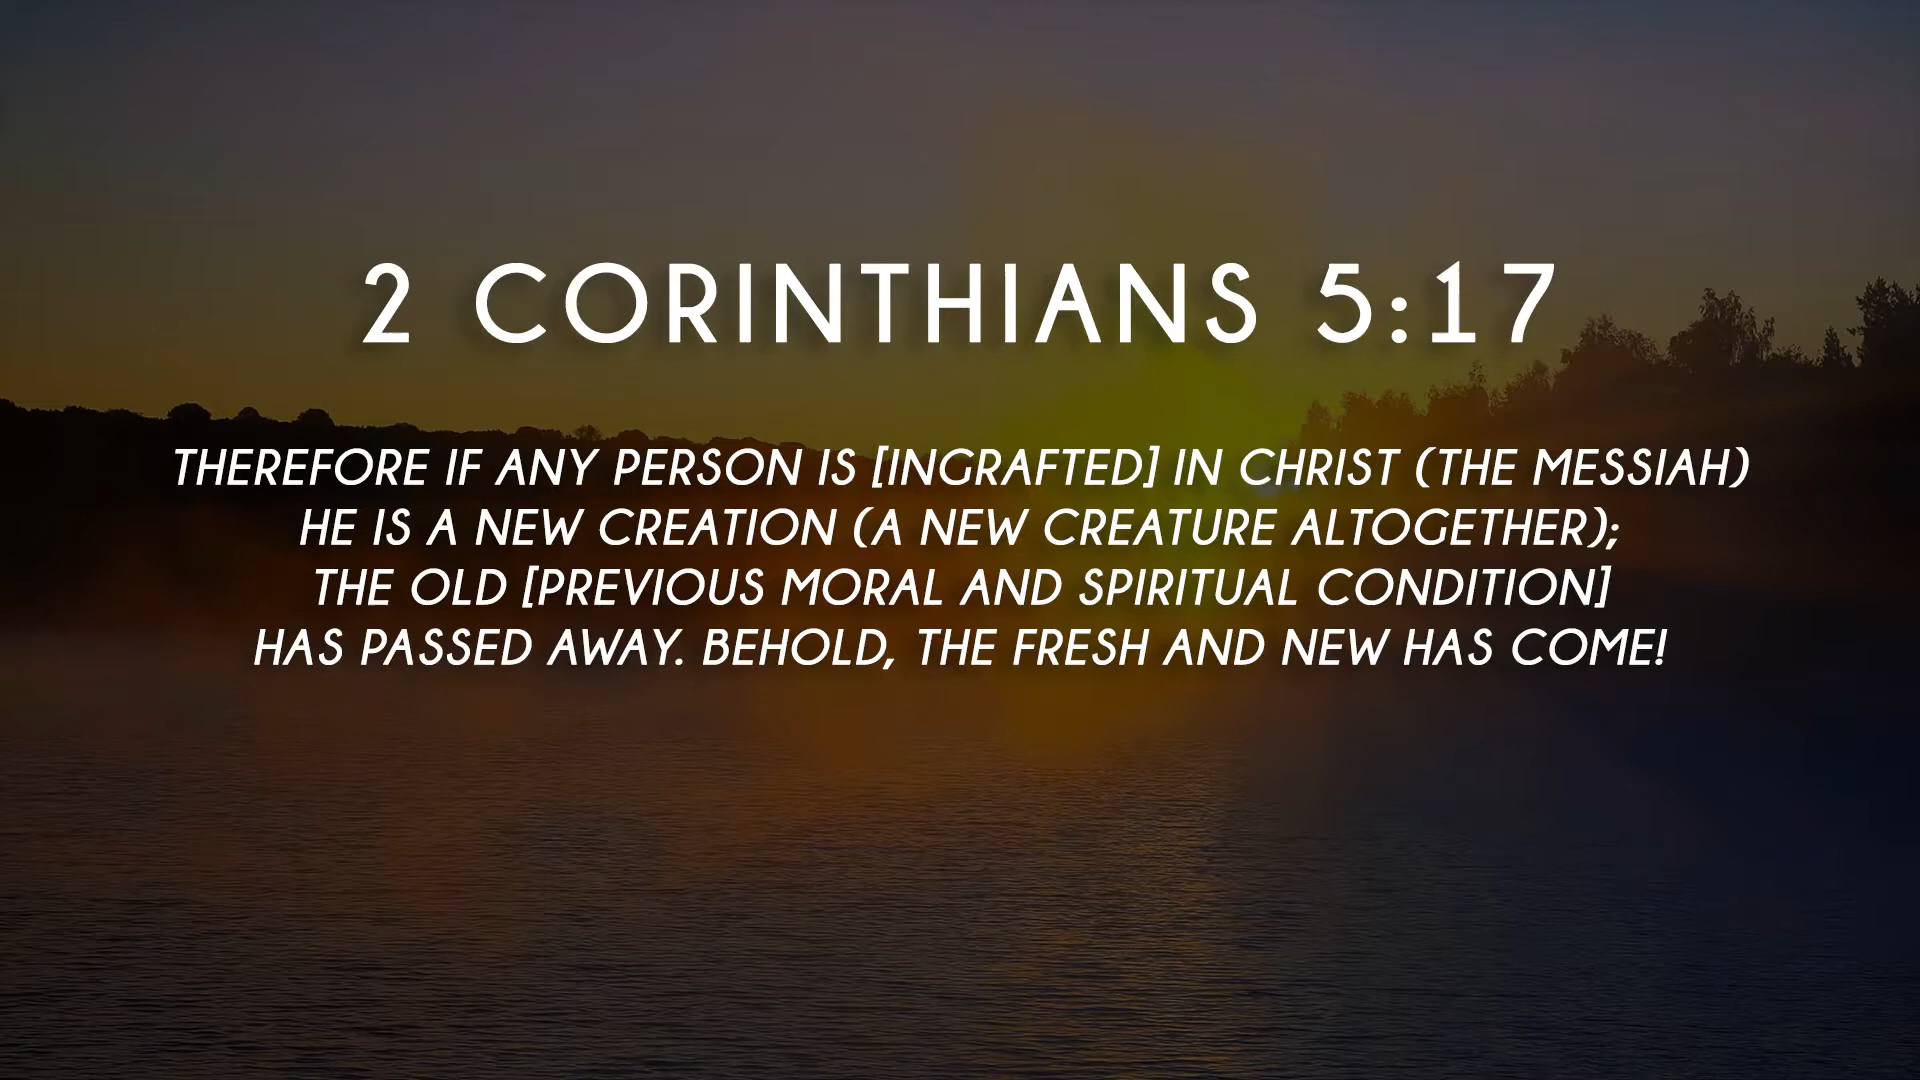 2 CORINTHIANS 5:17
THEREFORE IF ANY PERSON IS [INGRAFTED] IN CHRIST (THE MESSIAH)
HE IS A NEW CREATION (A NEW CREATURE ALTOGETHER);
THE OLD [PREVIOUS MORAL AND SPIRITUAL CONDITION]
HAS PASSED AWAY. BEHOLD, THE FRESH AND NEW HAS COME!